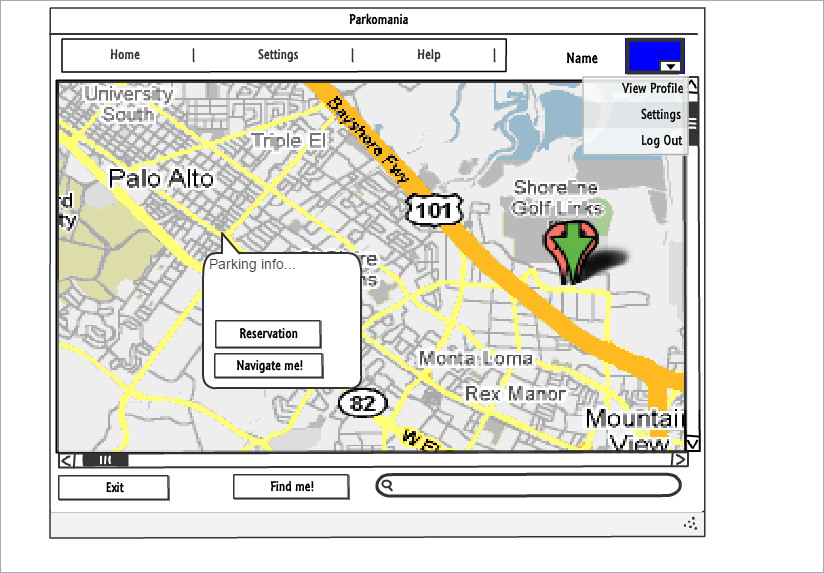 Parkomania
Home | Settings | Help |
Name
View Profile
Settings
Log Out
University
South
Triple El
Bayshore Fwy
Palo Alto
Shoreline
Golf Links
101
Parking info...
Reservation
Navigate me!
Monta Loma
Rex Manor
82
Mountai
View
Exit
Find me!